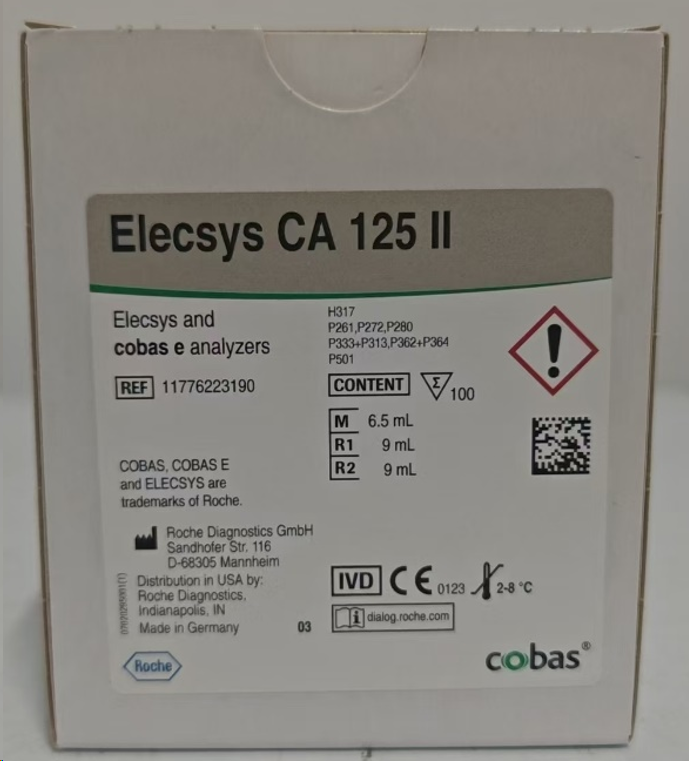 Elecsys CA 125 II
Elecsys and
cobas e analyzers
REF 11776223190
H317
P261,P272,P280
P333+P313,P362+P364
P501
CONTENT Σ 100
M 6.5 mL
R1 9 mL
R2 9 mL
COBAS, COBAS E
and ELECSYS are
trademarks of Roche.
Roche Diagnostics GmbH
Sandhofer Str. 116
D-68305 Mannheim
Distribution in USA by:
Roche Diagnostics,
Indianapolis, IN
Made in Germany 03
IVD CE 0123 2-8 °C
i dialog.roche.com
Roche
cobas®